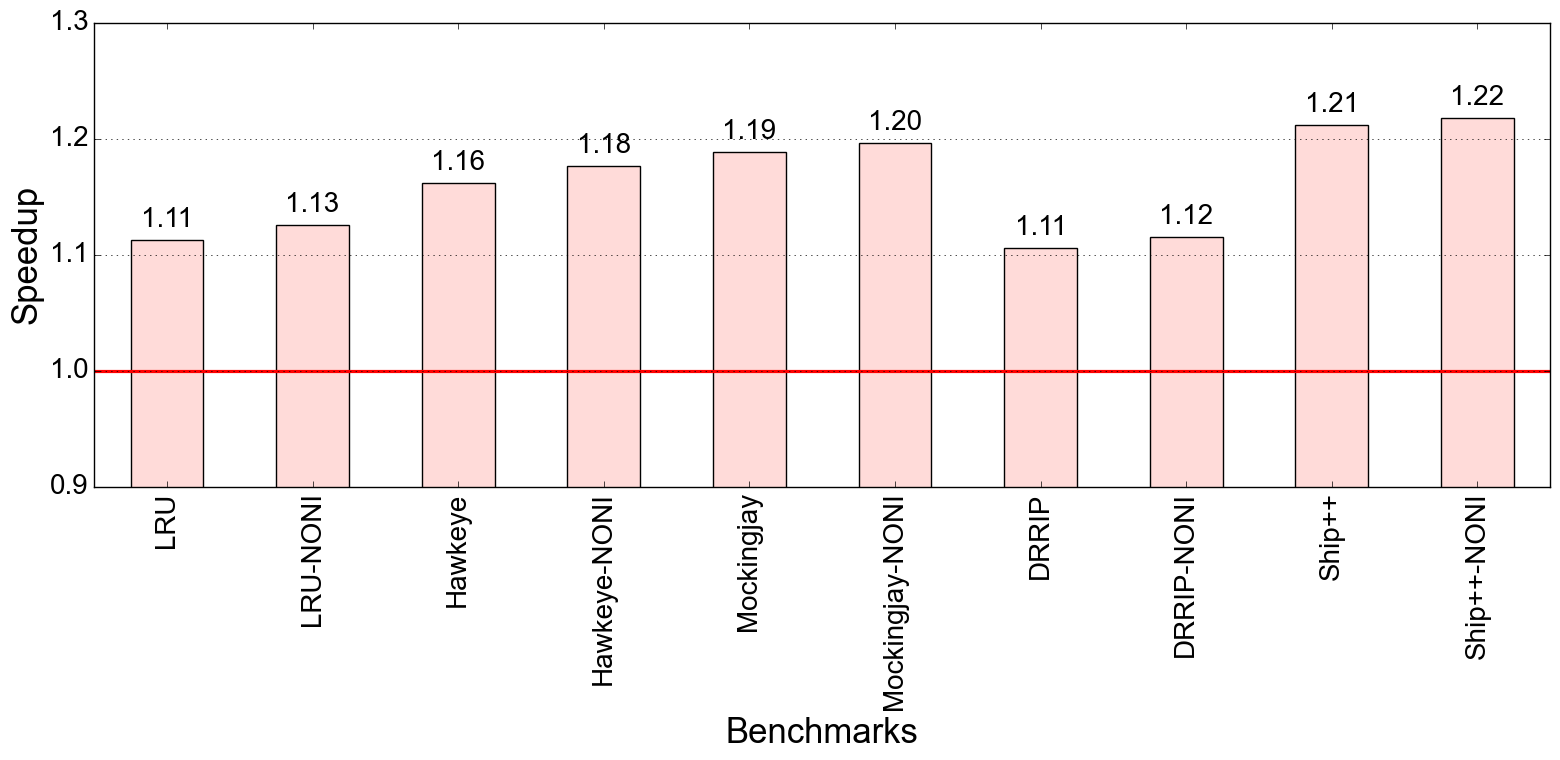 1.3
1.2
1.1
1.0
0.9
Speedup
1.11
1.13
1.16
1.18
1.19
1.20
1.11
1.12
1.21
1.22
LRU
LRU-NONI
Hawkeye
Hawkeye-NONI
Mockingjay
Mockingjay-NONI
DRRIP
DRRIP-NONI
Ship++
Ship++-NONI
Benchmarks